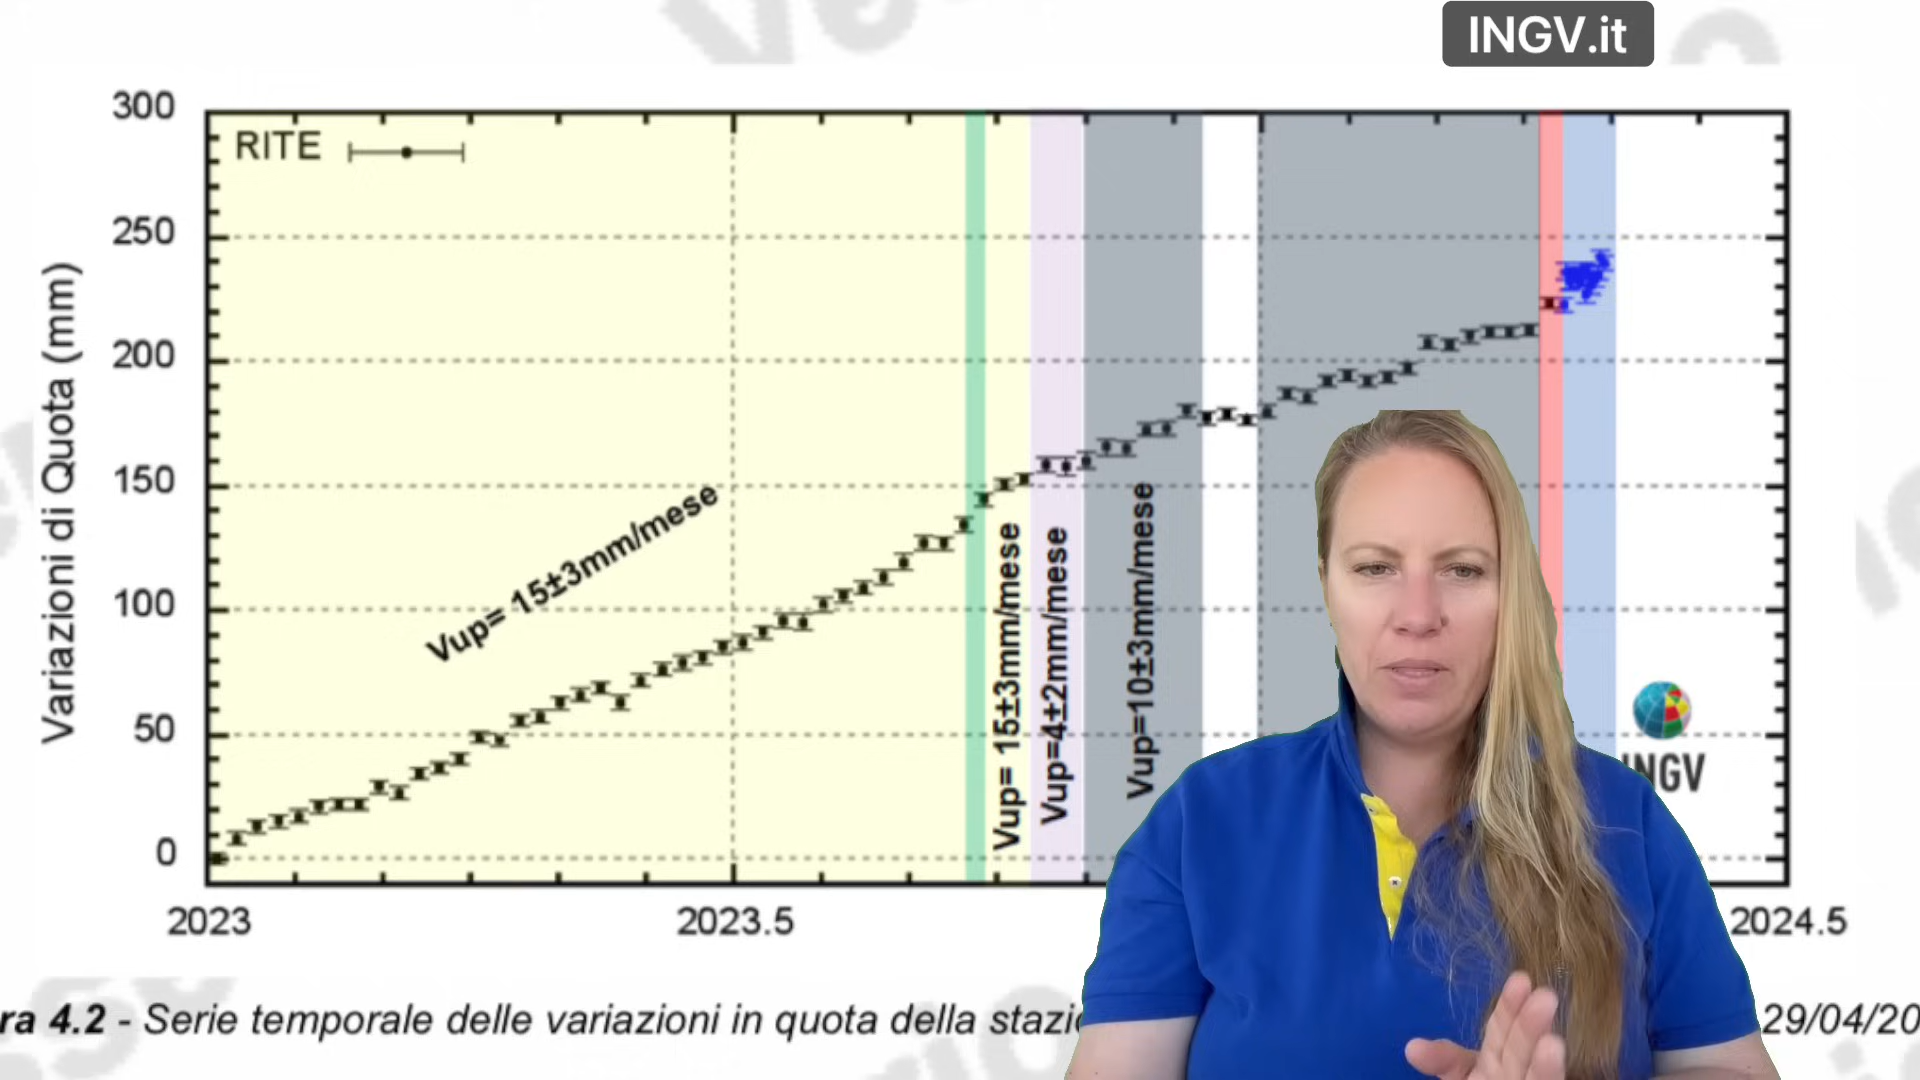 INGV.it
300
RITE
250
200
150
100
50
0
Variazioni di Quota (mm)
Vup= 15±3mm/mese
Vup= 15±3mm/mese
Vup=4±2mm/mese
Vup=10±3mm/mese
INGV
2023
2023.5
2024.5
4.2 - Serie temporale delle variazioni in quota della 29/04/20